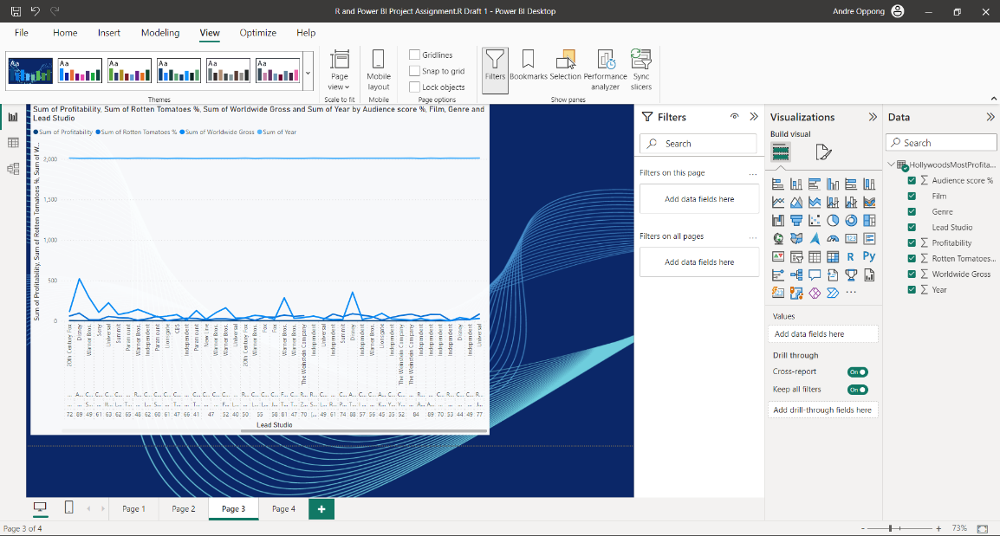 R and Power BI Project Assignment.R Draft 1 - Power BI Desktop
Andre Oppong
File Home Insert Modeling View Optimize Help
Aa Aa Aa Aa Aa Aa
Page view
Mobile layout
Gridlines
Snap to grid
Lock objects
Filters Bookmarks Selection Performance analyzer Sync slicers
Themes Scale to fit Mobile Page options Show panes
Sum of Profitability, Sum of Rotten Tomatoes %, Sum of Worldwide Gross and Sum of Year by Audience score %, Film, Genre and
Lead Studio
Sum of Profitability Sum of Rotten Tomatoes % Sum of Worldwide Gross Sum of Year
Sum of Profitability, Sum of Rotten Tomatoes %, Sum of W...
2,000
1,500
1,000
500
0
20th Century Fox
Disney
Warner Bros.
Sony
Universal
Summit
Paramount
Warner Bros.
Independent
Paramount
Lionsgate
CBS
Independent
Paramount
New Line
Warner Bros.
Warner Bros.
Universal
20th Century Fox
Warner Bros.
Fox
Fox
Warner Bros.
Warner Bros.
The Weinstein Company
Independent
Universal
Independent
Summit
Disney
Independent
Warner Bros.
Lionsgate
Independent
The Weinstein Company
The Weinstein Company
Independent
Independent
Independent
Independent
Disney
Independent
Universal
72 89 49 61 63 62 65 48 62 60 61 47 66 41 47 52 40 50 55 58 81 47 70 [... 49 61 74 88 57 56 45 35 52 84 89 70 33 44 49 77
Lead Studio
Filters
Search
Filters on this page ...
Add data fields here
Filters on all pages ...
Add data fields here
Visualizations
Build visual
R Py
...
Values
Add data fields here
Drill through
Cross-report On
Keep all filters On
Add drill-through fields here
Data
Search
HollywoodsMostProfita...
Audience score %
Film
Genre
Lead Studio
Profitability
Rotten Tomatoes...
Worldwide Gross
Year
Page 1 Page 2 Page 3 Page 4 +
Page 3 of 4
- + 73%